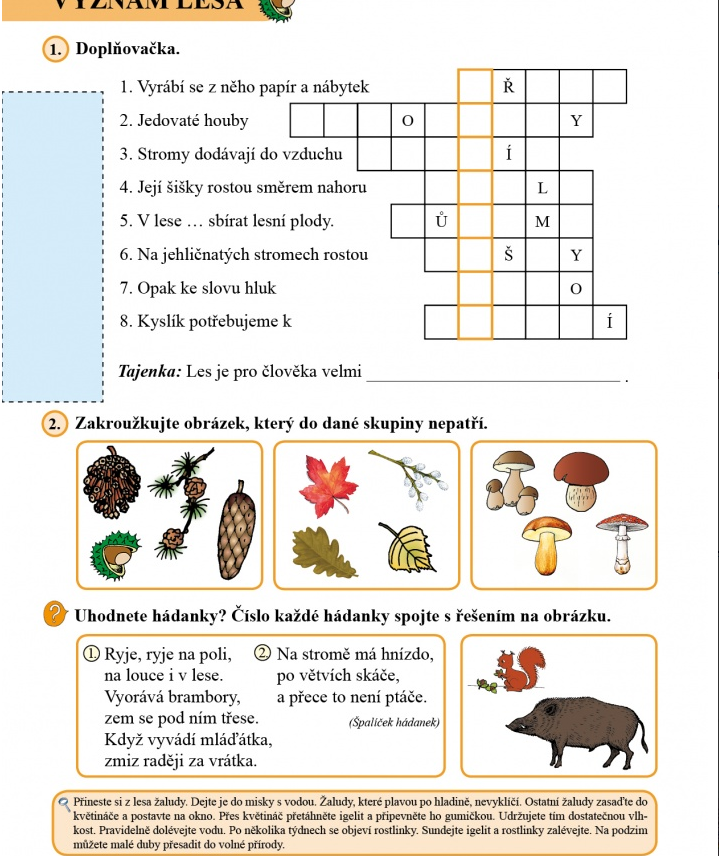 VÝZNAM LESA
1. Doplňovačka.
1. Vyrábí se z něho papír a nábytek
Ř
2. Jedovaté houby
O Y
3. Stromy dodávají do vzduchu
Í
4. Její šišky rostou směrem nahoru
L
5. V lese … sbírat lesní plody.
Ů M
6. Na jehličnatých stromech rostou
Š Y
7. Opak ke slovu hluk
O
8. Kyslík potřebujeme k
Í
Tajenka: Les je pro člověka velmi .
2. Zakroužkujte obrázek, který do dané skupiny nepatří.
? Uhodnete hádanky? Číslo každé hádanky spojte s řešením na obrázku.
1. Ryje, ryje na poli,
na louce i v lese.
Vyorává brambory,
zem se pod ním třese.
Když vyvádí mláďátka,
zmiz raději za vrátka.
2. Na stromě má hnízdo,
po větvích skáče,
a přece to není ptáče.
(Špalíček hádanek)
Přineste si z lesa žaludy. Dejte je do misky s vodou. Žaludy, které plavou po hladině, nevyklíčí. Ostatní žaludy zasaďte do
květináče a postavte na okno. Přes květináč přetáhněte igelit a připevněte ho gumičkou. Udržujete tím dostatečnou vlh-
kost. Pravidelně dolévejte vodu. Po několika týdnech se objeví rostlinky. Sundejte igelit a rostlinky zalévejte. Na podzim
můžete malé duby přesadit do volné přírody.